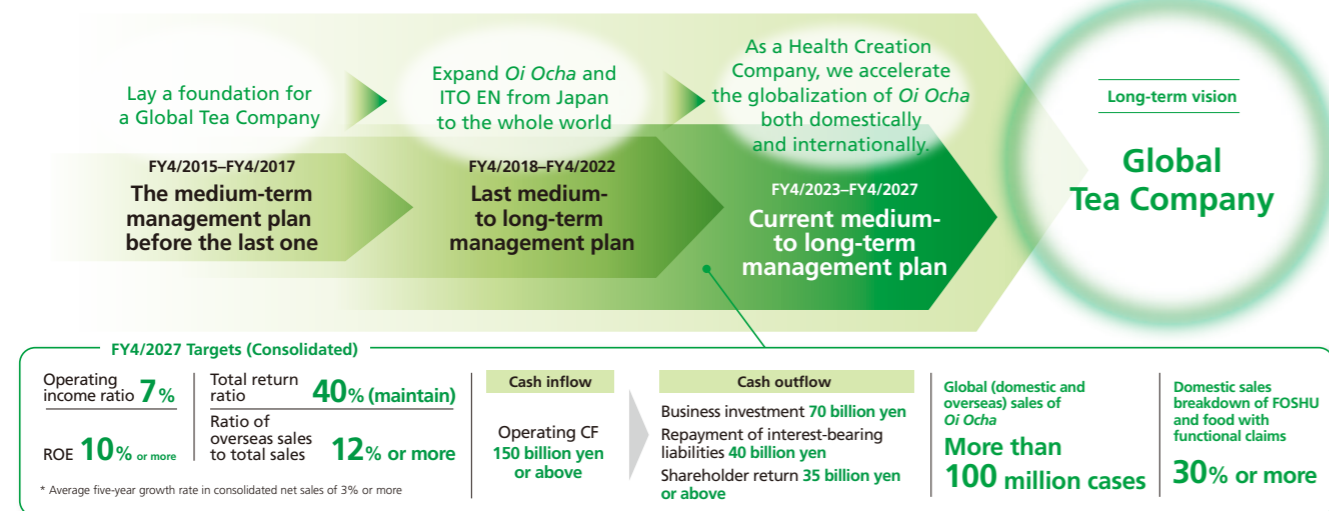 Lay a foundation for
a Global Tea Company
FY4/2015–FY4/2017
The medium-term
management plan
before the last one
Expand Oi Ocha and
ITO EN from Japan
to the whole world
FY4/2018–FY4/2022
Last medium-
to long-term
management plan
As a Health Creation
Company, we accelerate
the globalization of Oi Ocha
both domestically
and internationally.
FY4/2023–FY4/2027
Current medium-
to long-term
management plan
Long-term vision
Global
Tea Company
FY4/2027 Targets (Consolidated)
Operating
income ratio 7%
ROE 10% or more
Total return
ratio 40% (maintain)
Ratio of
overseas sales
to total sales 12% or more
* Average five-year growth rate in consolidated net sales of 3% or more
Cash inflow
Operating CF
150 billion yen
or above
Cash outflow
Business investment 70 billion yen
Repayment of interest-bearing
liabilities 40 billion yen
Shareholder return 35 billion yen
or above
Global (domestic and
overseas) sales of
Oi Ocha
More than
100 million cases
Domestic sales
breakdown of FOSHU
and food with
functional claims
30% or more